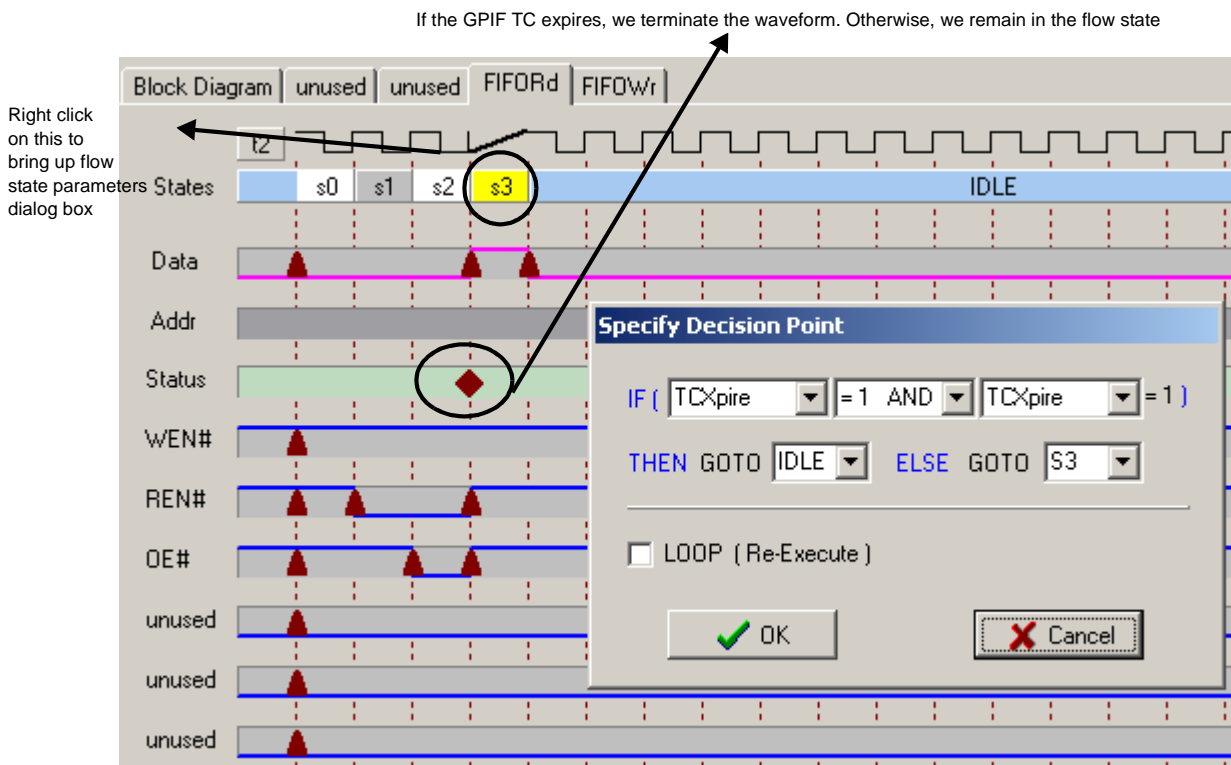 If the GPIF TC expires, we terminate the waveform. Otherwise, we remain in the flow state
Block Diagram unused unused FIFORd FIFOWr
Right click
on this to
bring up flow
state parameters
dialog box
t2
States s0 s1 s2 s3 IDLE
Data
Addr
Status
WEN#
REN#
OE#
unused
unused
unused
Specify Decision Point
IF ( TCXpire = 1 AND TCXpire = 1 )
THEN GOTO IDLE ELSE GOTO S3
LOOP ( Re-Execute )
OK Cancel